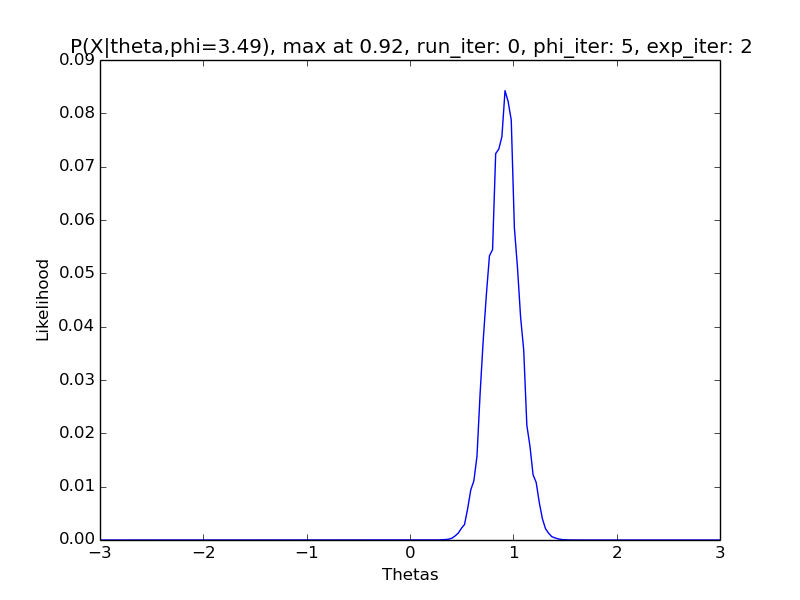 P(X|theta,phi=3.49), max at 0.92, run_iter: 0, phi_iter: 5, exp_iter: 2
0.09
0.08
0.07
0.06
0.05
0.04
0.03
0.02
0.01
0.00
Likelihood
−3 −2 −1 0 1 2 3
Thetas